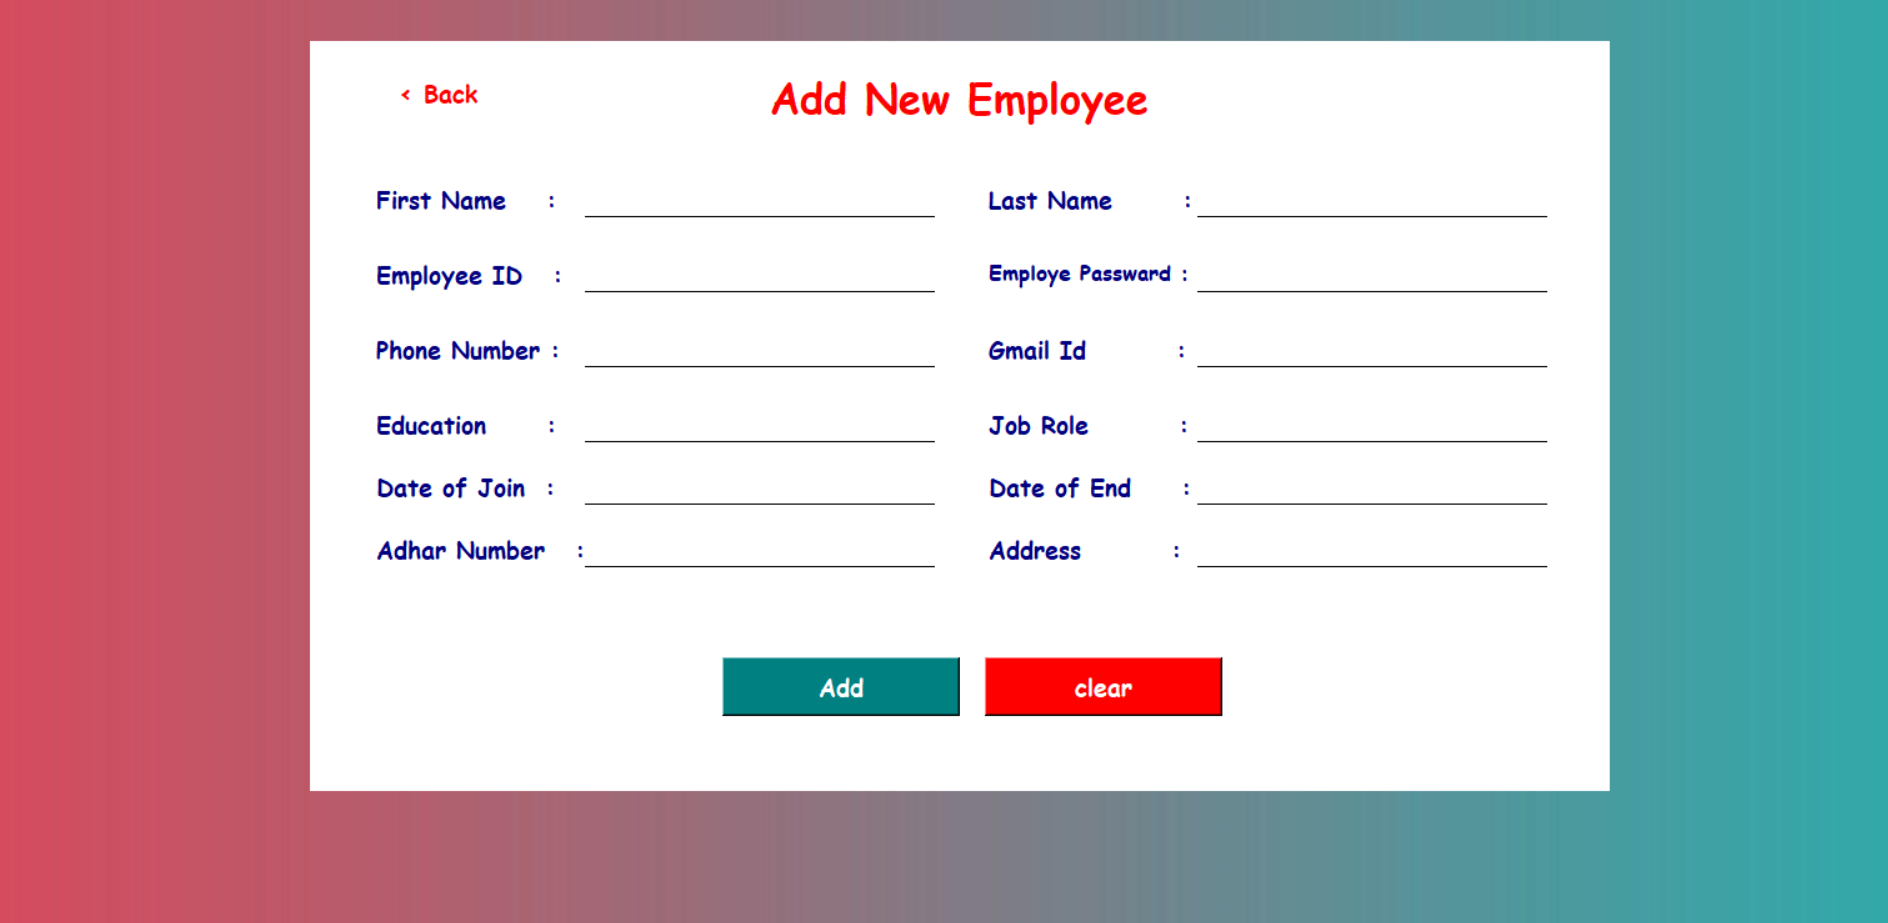 < Back
Add New Employee
First Name :
Last Name :
Employee ID :
Employe Passward :
Phone Number :
Gmail Id :
Education :
Job Role :
Date of Join :
Date of End :
Adhar Number :
Address :
Add
clear